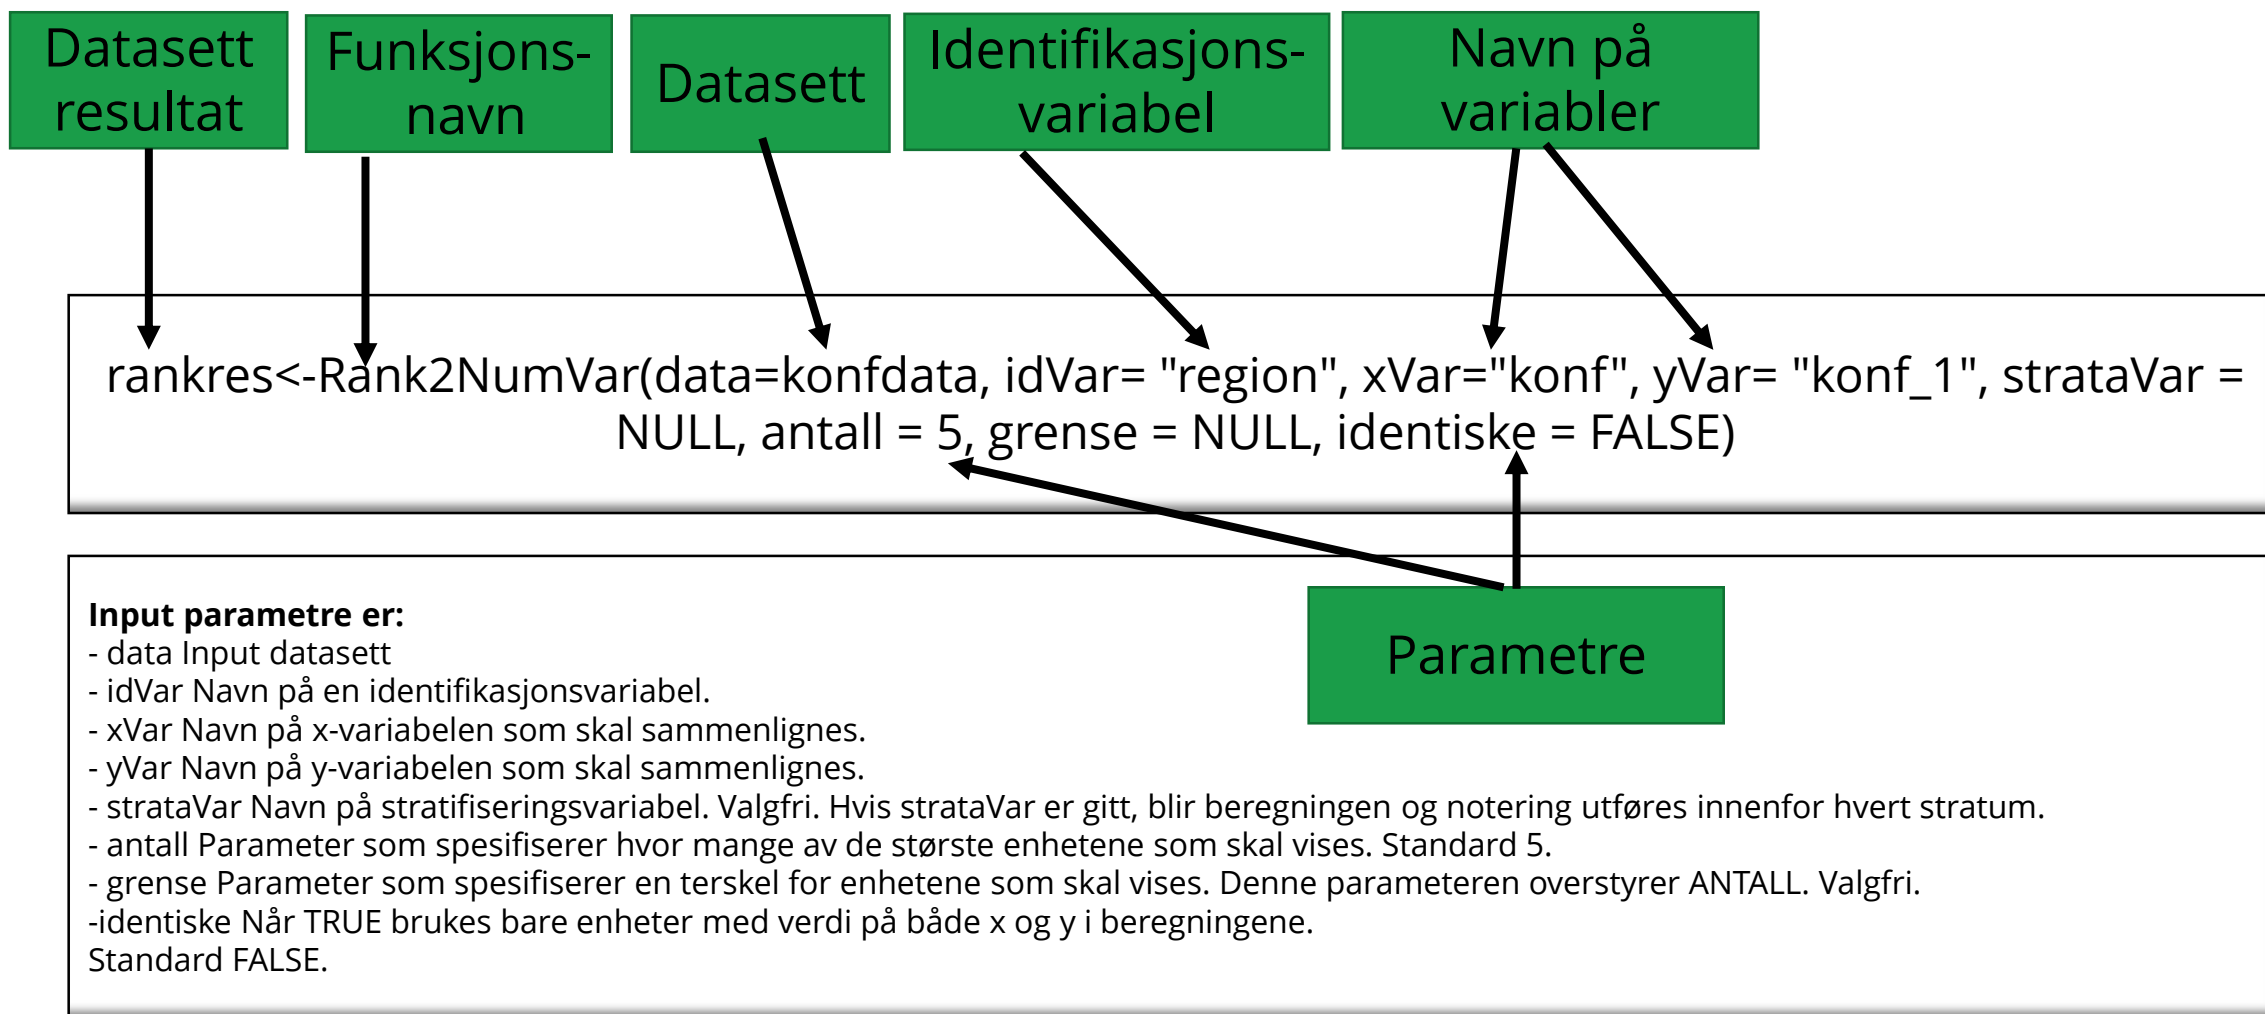 Datasett
resultat
Funksjons-
navn
Datasett
Identifikasjons-
variabel
Navn på
variabler
rankres<-Rank2NumVar(data=konfdata, idVar= "region", xVar="konf", yVar= "konf_1", strataVar =
NULL, antall = 5, grense = NULL, identiske = FALSE)
Input parametre er:
- data Input datasett
- idVar Navn på en identifikasjonsvariabel.
- xVar Navn på x-variabelen som skal sammenlignes.
- yVar Navn på y-variabelen som skal sammenlignes.
- strataVar Navn på stratifiseringsvariabel. Valgfri. Hvis strataVar er gitt, blir beregningen og notering utføres innenfor hvert stratum.
- antall Parameter som spesifiserer hvor mange av de største enhetene som skal vises. Standard 5.
- grense Parameter som spesifiserer en terskel for enhetene som skal vises. Denne parameteren overstyrer ANTALL. Valgfri.
-identiske Når TRUE brukes bare enheter med verdi på både x og y i beregningene.
Standard FALSE.
Parametre